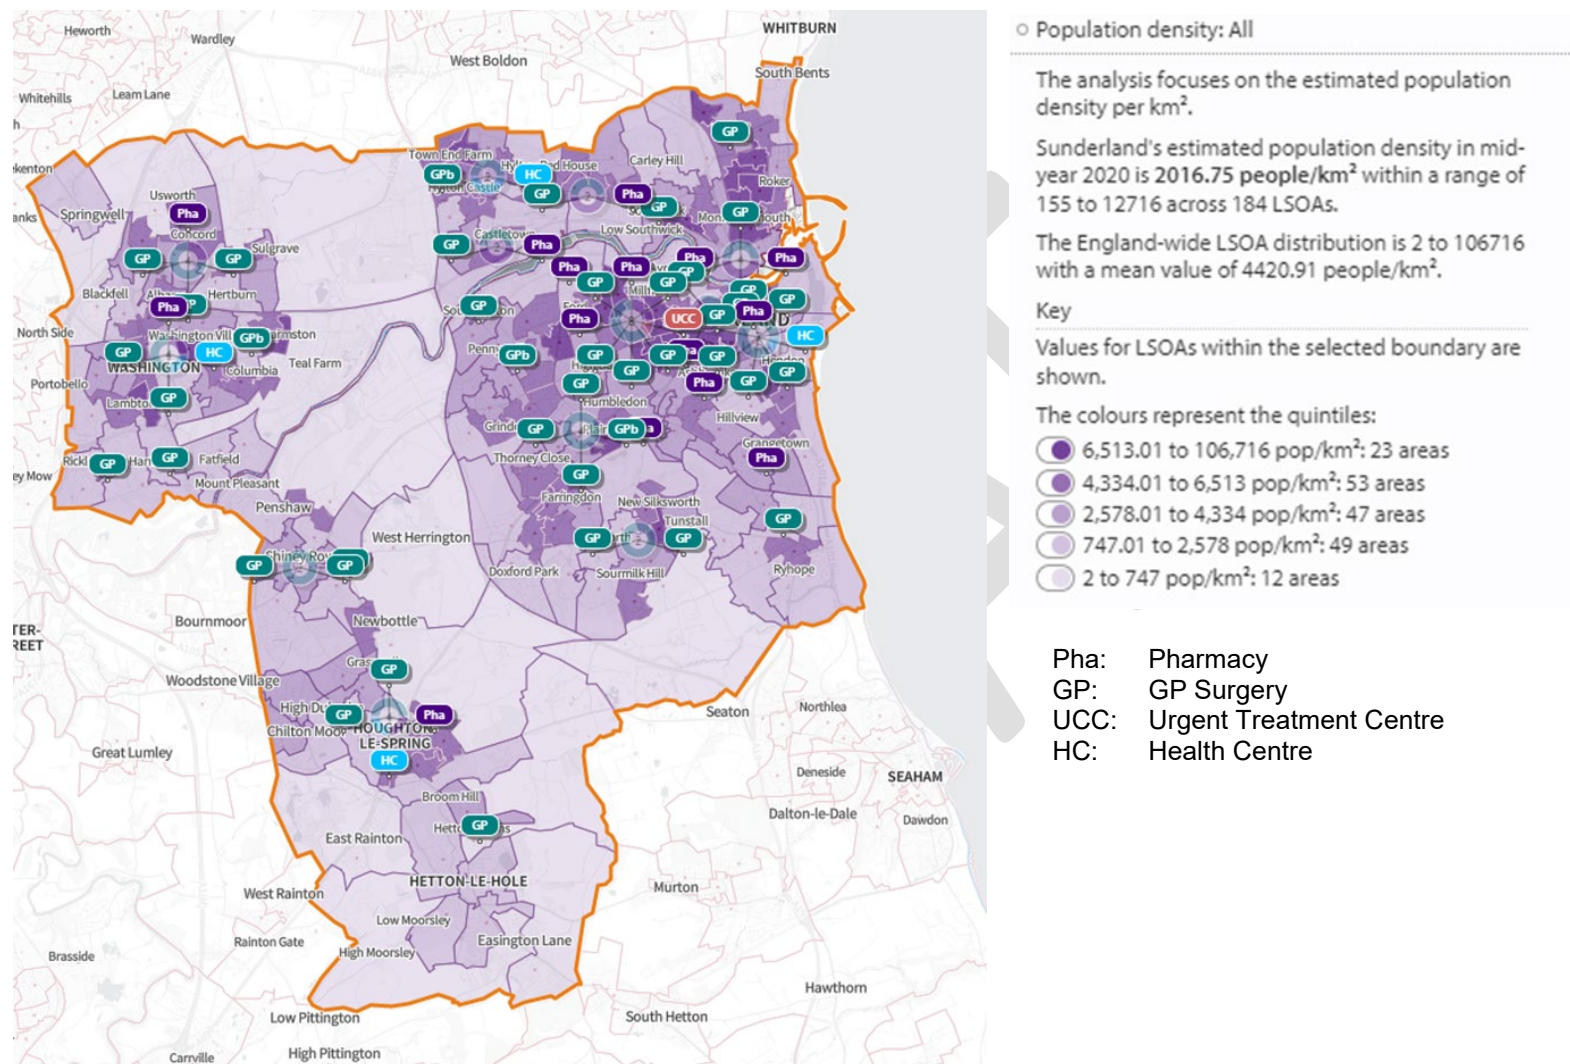 WHITBURN
Heworth
Wardley
West Boldon
South Bents
Whitehills
Leam Lane
Town End Farm
Carley Hill
Usworth
Roker
Springwell
Concord
Sulgrave
Castletown
Low Southwick
Blackfell
Hertburn
North Side
Washington Vill
Teal Farm
WASHINGTON
Columbia
Portobello
Humbledon
Hillview
Grangetown
Thorney Close
Fatfield
Mount Pleasant
Farringdon
New Silksworth
Penshaw
Tunstall
West Herrington
Doxford Park
Sourmilk Hill
Ryhope
Bournmoor
Newbottle
Woodstone Village
Chilton Moor
HOUGHTON-
LE-SPRING
Seaton
Northlea
Great Lumley
Deneside
SEAHAM
Broom Hill
Dalton-le-Dale
Dawdon
East Rainton
HETTON-LE-HOLE
Murton
West Rainton
Low Moorsley
Rainton Gate
Easington Lane
High Moorsley
Brasside
Hawthorn
Low Pittington
South Hetton
High Pittington
Carrville
Pha
GP
GPb
HC
UCC
Population density: All
The analysis focuses on the estimated population
density per km².
Sunderland's estimated population density in mid-
year 2020 is 2016.75 people/km² within a range of
155 to 12716 across 184 LSOAs.
The England-wide LSOA distribution is 2 to 106716
with a mean value of 4420.91 people/km².
Key
Values for LSOAs within the selected boundary are
shown.
The colours represent the quintiles:
6,513.01 to 106,716 pop/km²: 23 areas
4,334.01 to 6,513 pop/km²: 53 areas
2,578.01 to 4,334 pop/km²: 47 areas
747.01 to 2,578 pop/km²: 49 areas
2 to 747 pop/km²: 12 areas
Pha: Pharmacy
GP: GP Surgery
UCC: Urgent Treatment Centre
HC: Health Centre